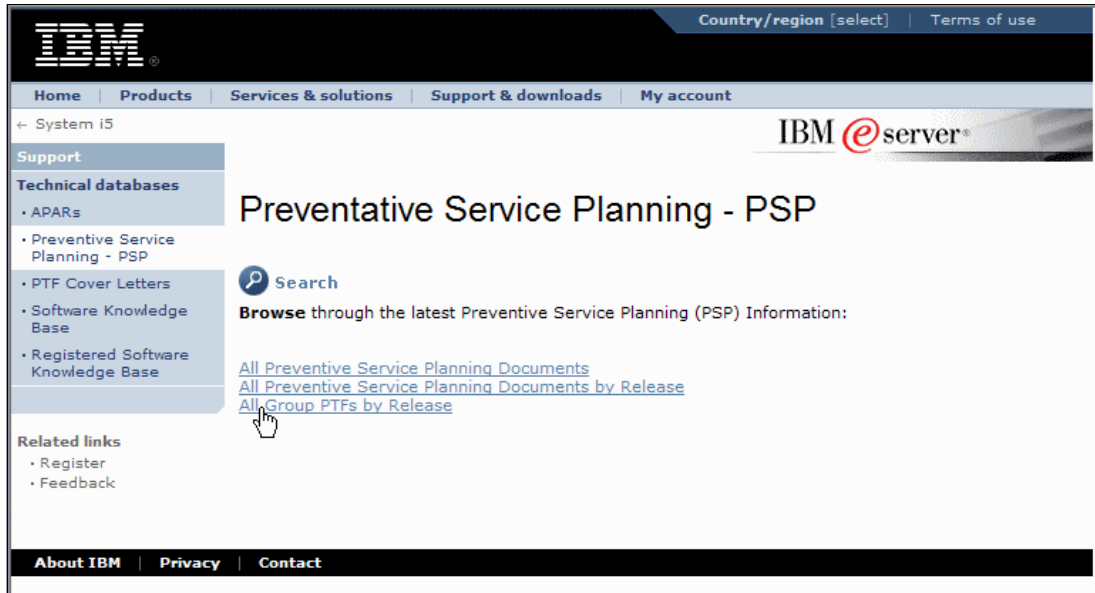 Country/region [select] | Terms of use
IBM®
Home | Products | Services & solutions | Support & downloads | My account
← System i5
IBM @server®
Support
Technical databases
• APARs
• Preventive Service
Planning - PSP
• PTF Cover Letters
• Software Knowledge
Base
• Registered Software
Knowledge Base
Preventative Service Planning - PSP
Search
Browse through the latest Preventive Service Planning (PSP) Information:
All Preventive Service Planning Documents
All Preventive Service Planning Documents by Release
All Group PTFs by Release
Related links
• Register
• Feedback
About IBM | Privacy | Contact